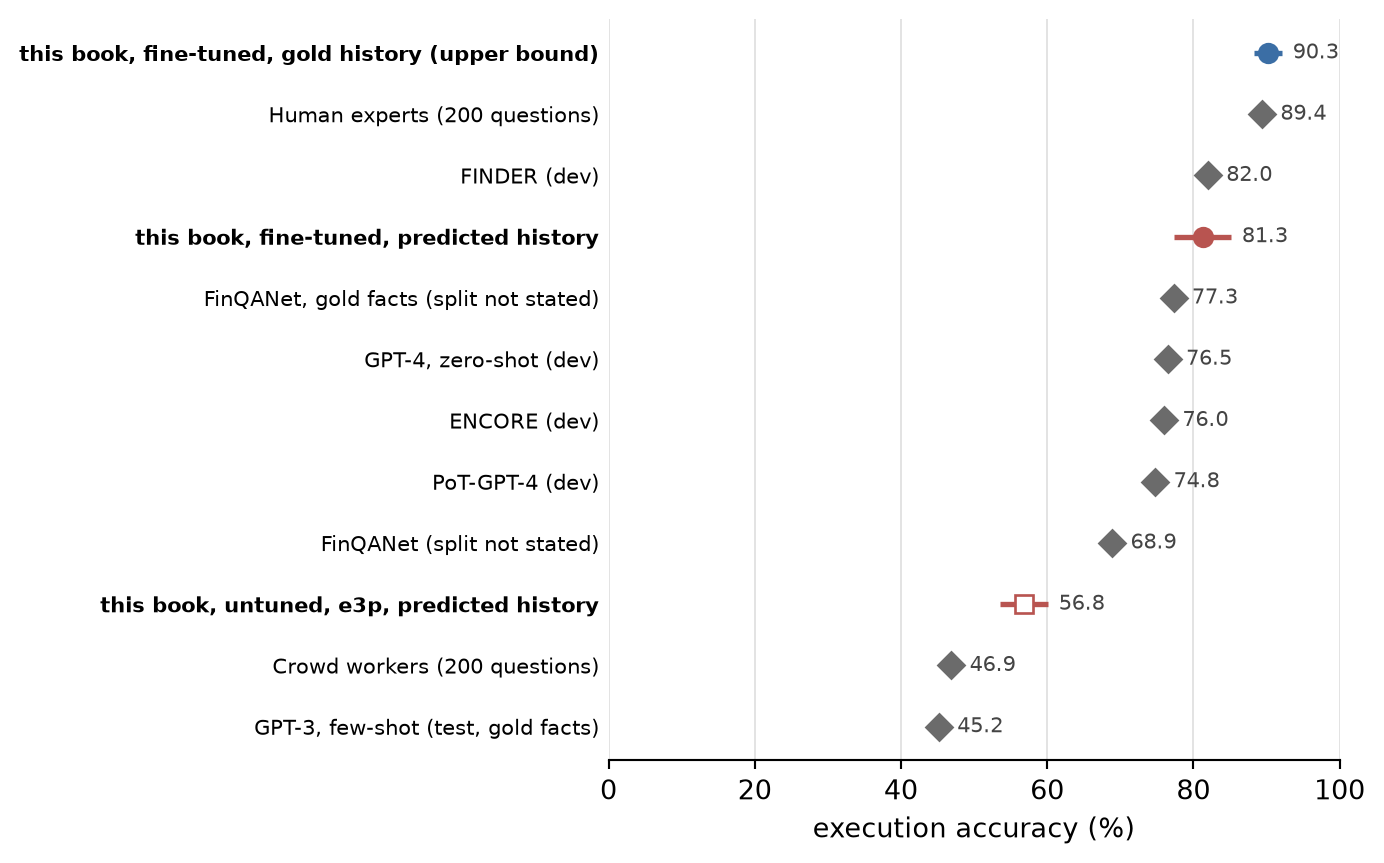 this book, fine-tuned, gold history (upper bound) 90.3
Human experts (200 questions) 89.4
FINDER (dev) 82.0
this book, fine-tuned, predicted history 81.3
FinQANet, gold facts (split not stated) 77.3
GPT-4, zero-shot (dev) 76.5
ENCORE (dev) 76.0
PoT-GPT-4 (dev) 74.8
FinQANet (split not stated) 68.9
this book, untuned, e3p, predicted history 56.8
Crowd workers (200 questions) 46.9
GPT-3, few-shot (test, gold facts) 45.2
0 20 40 60 80 100
execution accuracy (%)